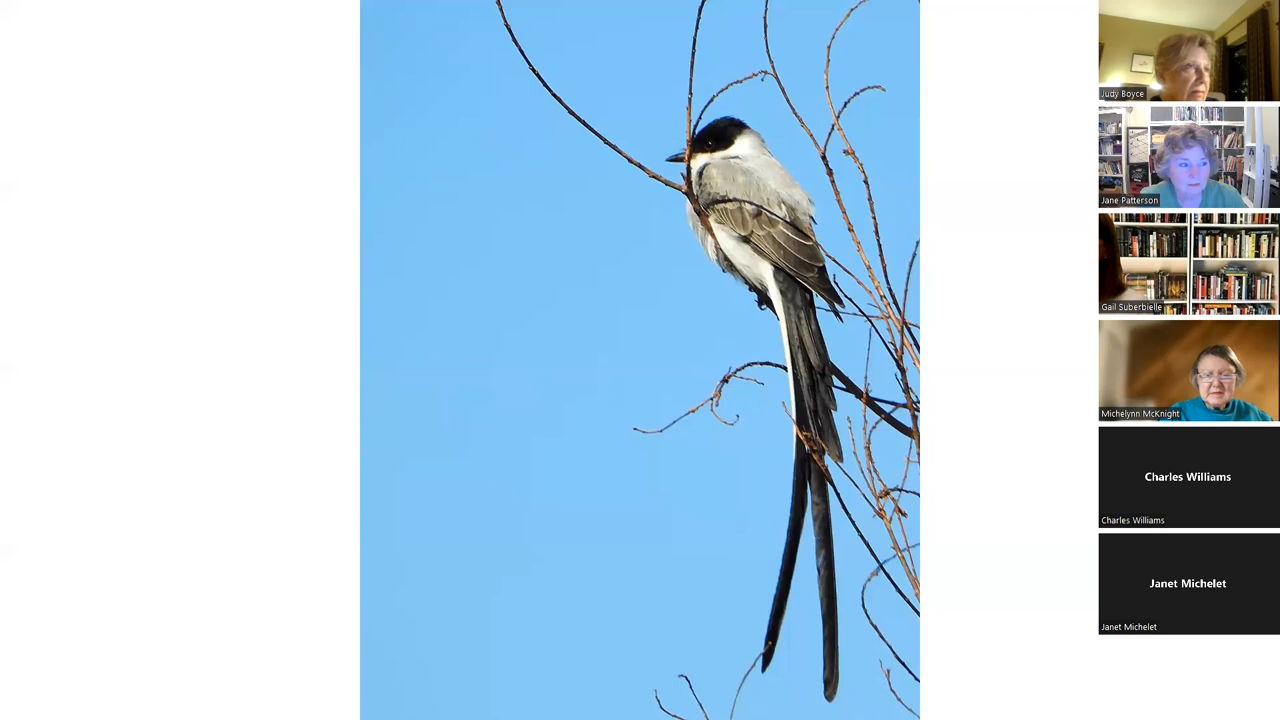 Judy Boyce
Jane Patterson
Gail Suberbielle
Michelynn McKnight
Charles Williams
Charles Williams
Janet Michelet
Janet Michelet